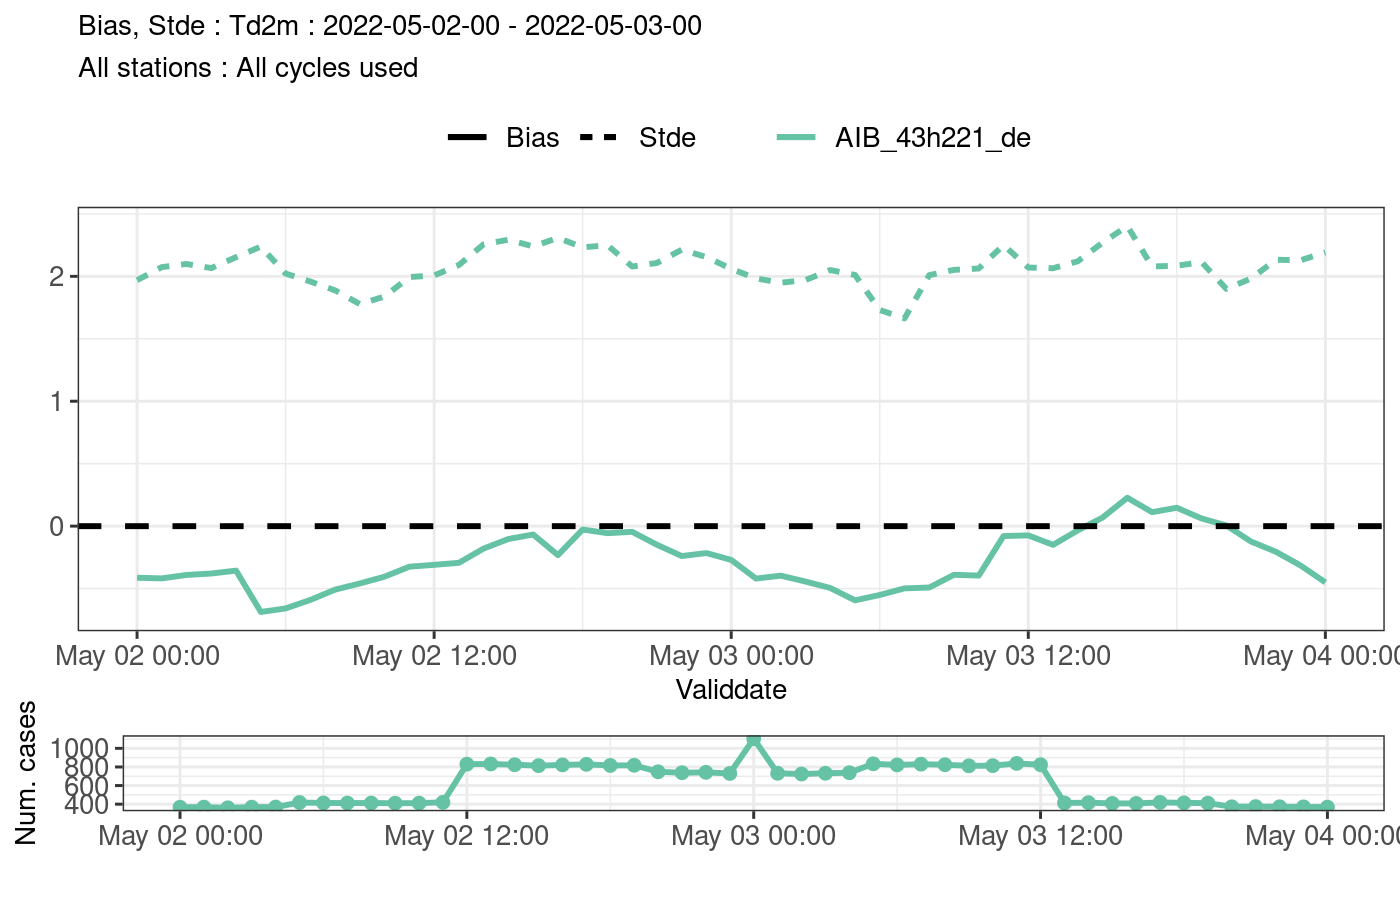 Bias, Stde : Td2m : 2022-05-02-00 - 2022-05-03-00
All stations : All cycles used
Bias Stde AIB_43h221_de
2
1
0
May 02 00:00 May 02 12:00 May 03 00:00 May 03 12:00 May 04 00:00
Validdate
Num. cases
1000
800
600
400
May 02 00:00 May 02 12:00 May 03 00:00 May 03 12:00 May 04 00:00